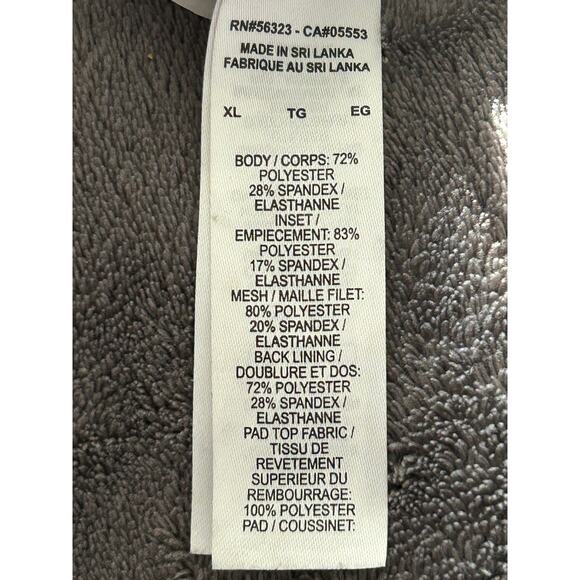 RN#56323 - CA#05553
MADE IN SRI LANKA
FABRIQUE AU SRI LANKA
XL TG EG
BODY / CORPS: 72%
POLYESTER
28% SPANDEX /
ELASTHANNE
INSET /
EMPIECEMENT: 83%
POLYESTER
17% SPANDEX /
ELASTHANNE
MESH / MAILLE FILET:
80% POLYESTER
20% SPANDEX /
ELASTHANNE
BACK LINING /
DOUBLURE ET DOS:
72% POLYESTER
28% SPANDEX /
ELASTHANNE
PAD TOP FABRIC /
TISSU DE
REVETEMENT
SUPERIEUR DU
REMBOURRAGE:
100% POLYESTER
PAD / COUSSINET: